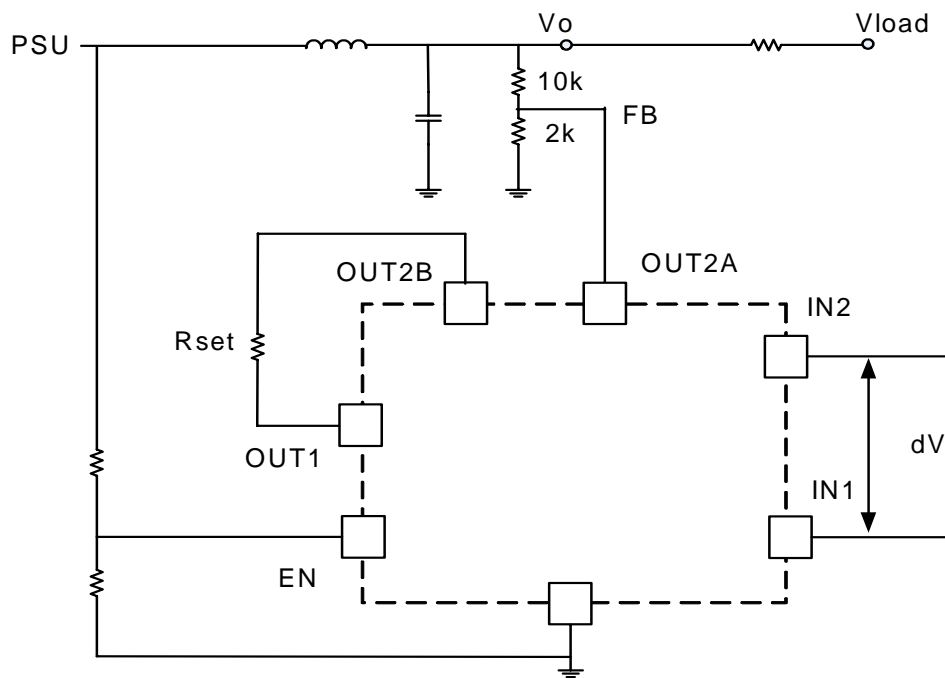 Vo
Vload
PSU
10k
FB
2k
OUT2B
OUT2A
IN2
Rset
dV
OUT1
IN1
EN